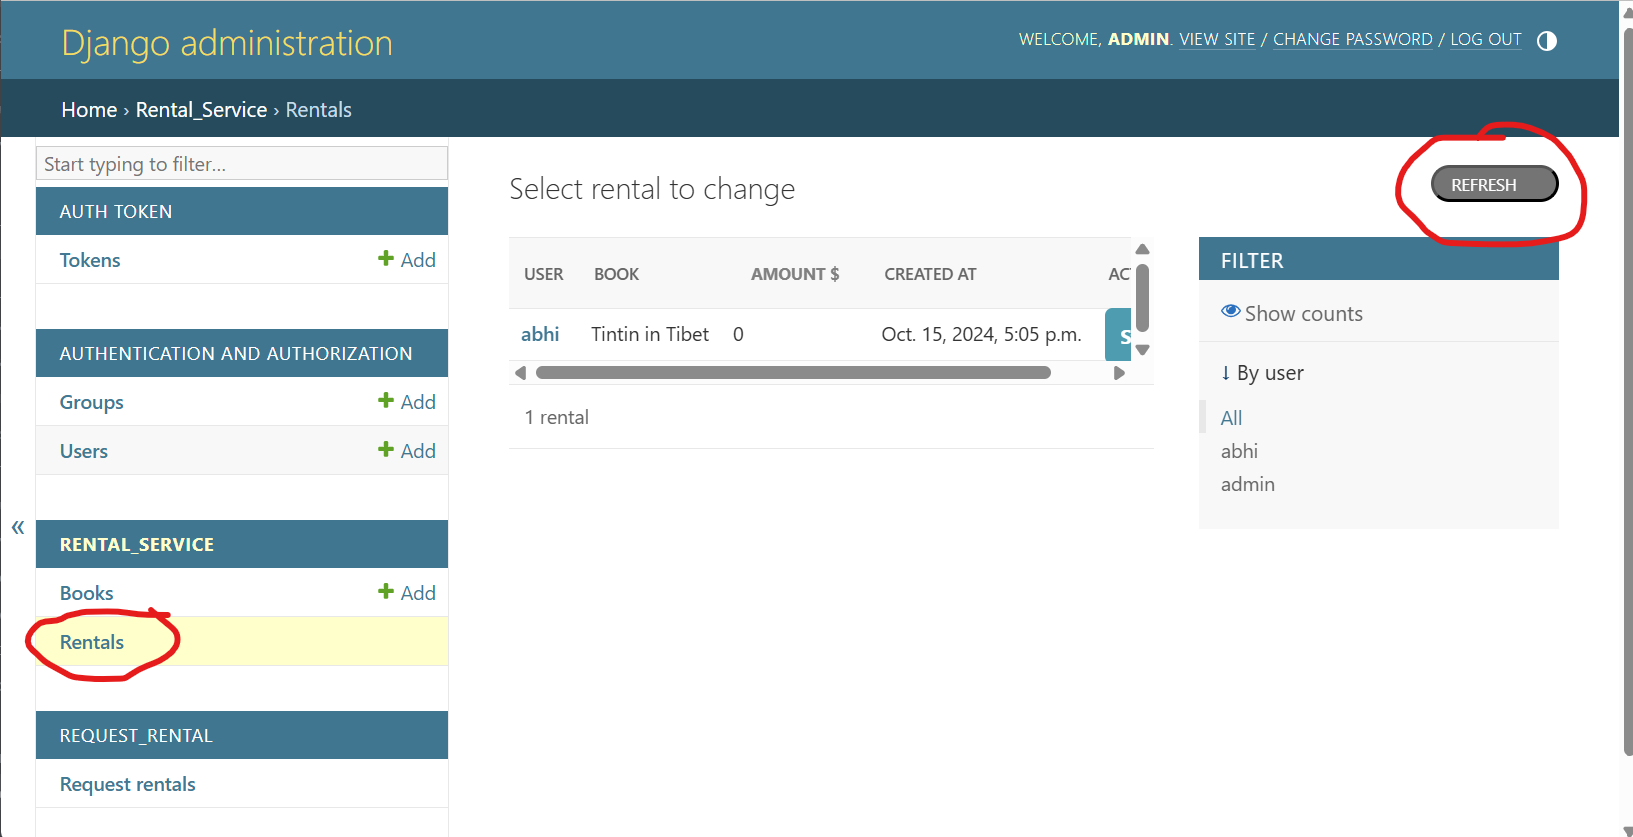 Django administration
WELCOME, ADMIN. VIEW SITE / CHANGE PASSWORD / LOG OUT
Home › Rental_Service › Rentals
Start typing to filter...
AUTH TOKEN
Tokens + Add
AUTHENTICATION AND AUTHORIZATION
Groups + Add
Users + Add
«
RENTAL_SERVICE
Books + Add
Rentals
REQUEST_RENTAL
Request rentals
Select rental to change
REFRESH
USER BOOK AMOUNT $ CREATED AT
abhi Tintin in Tibet 0 Oct. 15, 2024, 5:05 p.m.
1 rental
FILTER
Show counts
↓ By user
All
abhi
admin